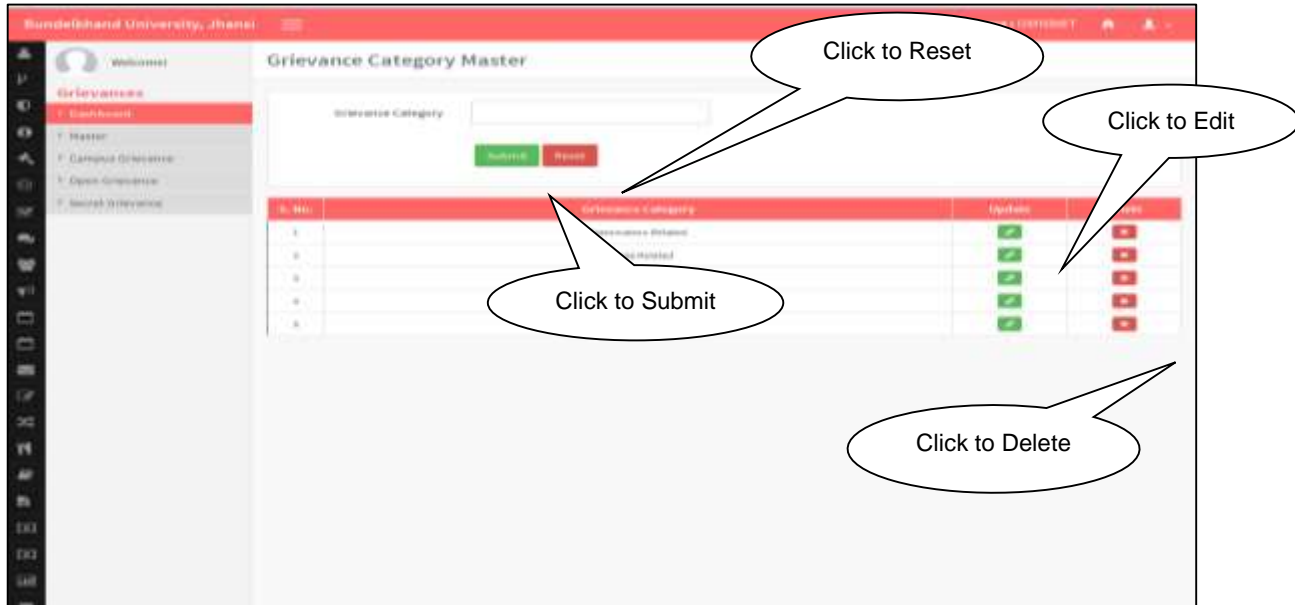 Bundelkhand University, Jhansi
Click to Reset
Welcome!
Grievance Category Master
Grievances
Dashboard
Master
Campus Grievance
Open Grievance
Secret Grievance
Grievance Category
Click to Edit
Submit Reset
S. No. Grievance Category Update
1
2 Related
3
4
5
Click to Submit
Click to Delete